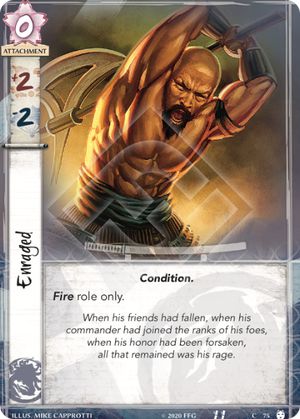 0
ATTACHMENT
+2
-2
Enraged
Condition.
Fire role only.
When his friends had fallen, when his
commander had joined the ranks of his foes,
when his honor had been forsaken,
all that remained was his rage.
ILLUS. MIKE CAPPROTTI
© 2020 FFG
11
C 75